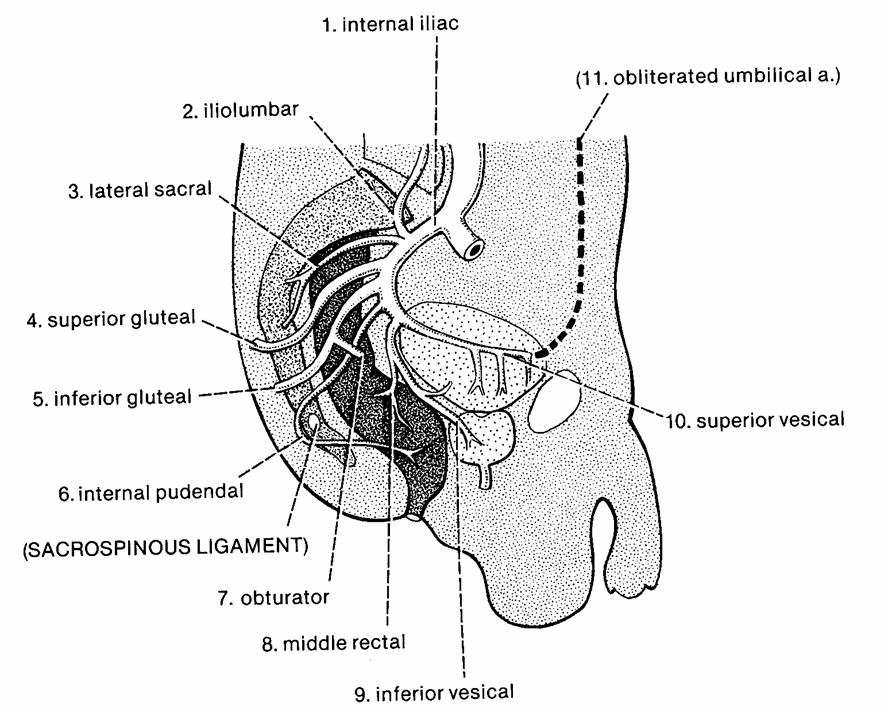 1. internal iliac
(11. obliterated umbilical a.)
2. iliolumbar
3. lateral sacral
4. superior gluteal
5. inferior gluteal
10. superior vesical
6. internal pudendal
(SACROSPINOUS LIGAMENT)
7. obturator
8. middle rectal
9. inferior vesical